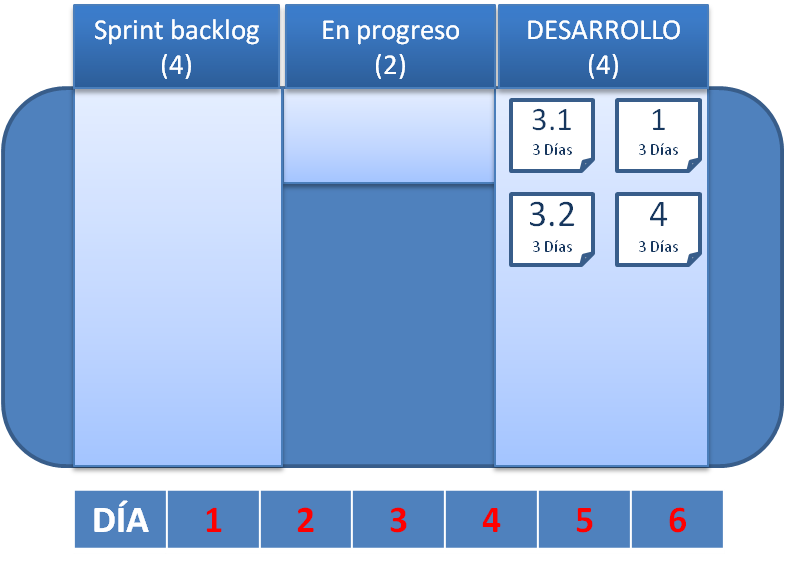 Sprint backlog
(4)
En progreso
(2)
DESARROLLO
(4)
3.1
3 Días
1
3 Días
3.2
3 Días
4
3 Días
DÍA 1 2 3 4 5 6